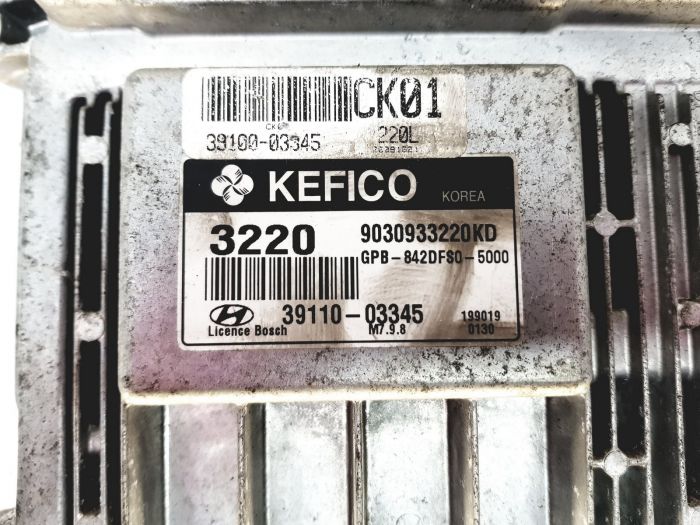 CK01
39100-03345
220L
KEFICO KOREA
3220 9030933220KD
GPB-842DFS0-5000
39110-03345
Licence Bosch M7.9.8
199019
0130